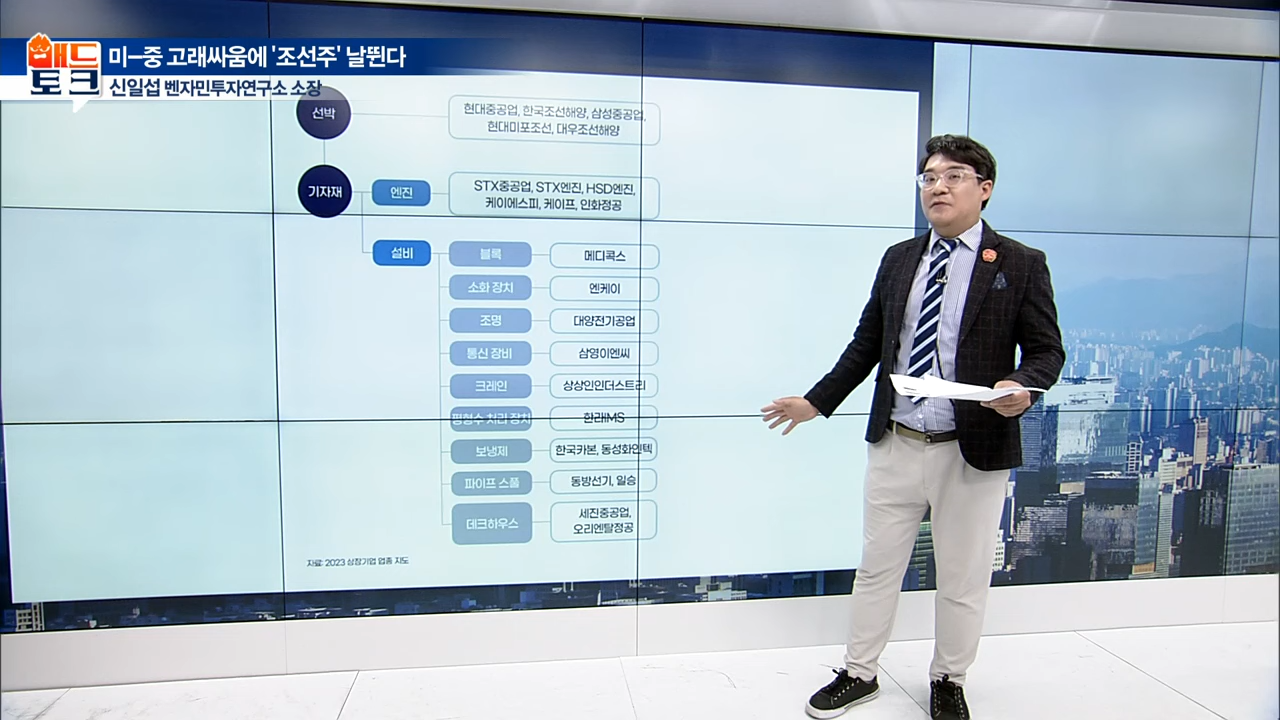 매드
토크
미-중 고래싸움에 '조선주' 날뛴다
신일섭 벤자민투자연구소 소장
선박
현대중공업, 한국조선해양, 삼성중공업,
현대미포조선, 대우조선해양
기자재
엔진
STX중공업, STX엔진, HSD엔진,
케이에스피, 케이프, 인화정공
설비
블록
메디콕스
소화 장치
엔케이
조명
대양전기공업
통신 장비
삼영이엔씨
크레인
상상인인더스트리
평형수 처리 장치
한라IMS
보냉제
한국카본, 동성화인텍
파이프 스풀
동방선기, 일승
데크하우스
세진중공업,
오리엔탈정공
자료: 2023 상장기업 업종 지도